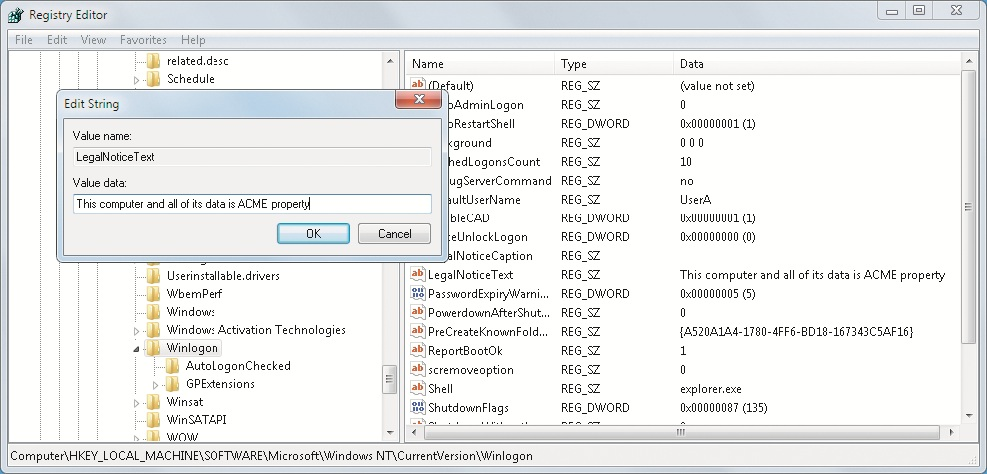 Registry Editor
File Edit View Favorites Help
related.desc
Schedule
Edit String
Value name:
LegalNoticeText
Value data:
This computer and all of its data is ACME property
OK Cancel
Userinstallable.drivers
WbemPerf
Windows
Windows Activation Technologies
Winlogon
AutoLogonChecked
GPExtensions
Winsat
WinSATAPI
WOW
Name Type Data
(Default) REG_SZ (value not set)
oAdminLogon REG_SZ 0
oRestartShell REG_DWORD 0x00000001 (1)
kground REG_SZ 0 0 0
hedLogonsCount REG_SZ 10
ugServerCommand REG_SZ no
aultUserName REG_SZ UserA
bleCAD REG_DWORD 0x00000001 (1)
eUnlockLogon REG_DWORD 0x00000000 (0)
alNoticeCaption REG_SZ
LegalNoticeText REG_SZ This computer and all of its data is ACME property
PasswordExpiryWarni... REG_DWORD 0x00000005 (5)
PowerdownAfterShut... REG_SZ 0
PreCreateKnownFold... REG_SZ {A520A1A4-1780-4FF6-BD18-167343C5AF16}
ReportBootOk REG_SZ 1
scremoveoption REG_SZ 0
Shell REG_SZ explorer.exe
ShutdownFlags REG_DWORD 0x00000087 (135)
Computer\HKEY_LOCAL_MACHINE\SOFTWARE\Microsoft\Windows NT\CurrentVersion\Winlogon